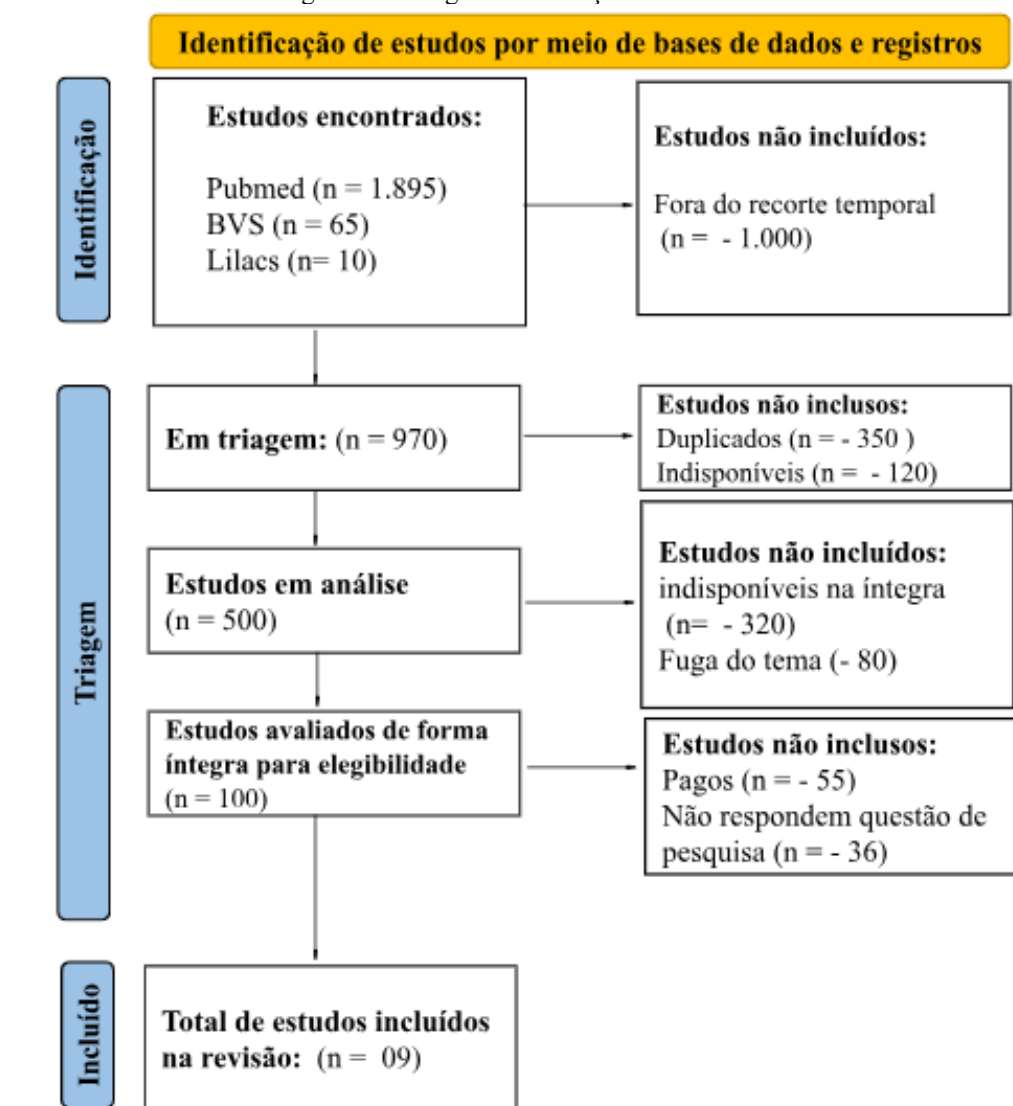 Identificação de estudos por meio de bases de dados e registros
Identificação
Estudos encontrados:
Pubmed (n = 1.895)
BVS (n = 65)
Lilacs (n= 10)
Estudos não incluídos:
Fora do recorte temporal
(n = - 1.000)
Triagem
Em triagem: (n = 970)
Estudos não inclusos:
Duplicados (n = - 350 )
Indisponíveis (n = - 120)
Estudos em análise
(n = 500)
Estudos não incluídos:
indisponíveis na íntegra
(n= - 320)
Fuga do tema (- 80)
Estudos avaliados de forma
íntegra para elegibilidade
(n = 100)
Estudos não inclusos:
Pagos (n = - 55)
Não respondem questão de
pesquisa (n = - 36)
Incluído
Total de estudos incluídos
na revisão: (n = 09)